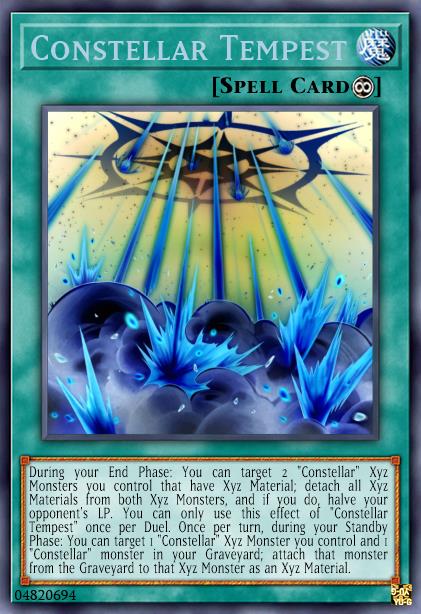 Constellar Tempest 魔
[Spell Card]
During your End Phase: You can target 2 "Constellar" Xyz
Monsters you control that have Xyz Material; detach all Xyz
Materials from both Xyz Monsters, and if you do, halve your
opponent's LP. You can only use this effect of "Constellar
Tempest" once per Duel. Once per turn, during your Standby
Phase: You can target 1 "Constellar" Xyz Monster you control and 1
"Constellar" monster in your Graveyard; attach that monster
from the Graveyard to that Xyz Monster as an Xyz Material.
04820694